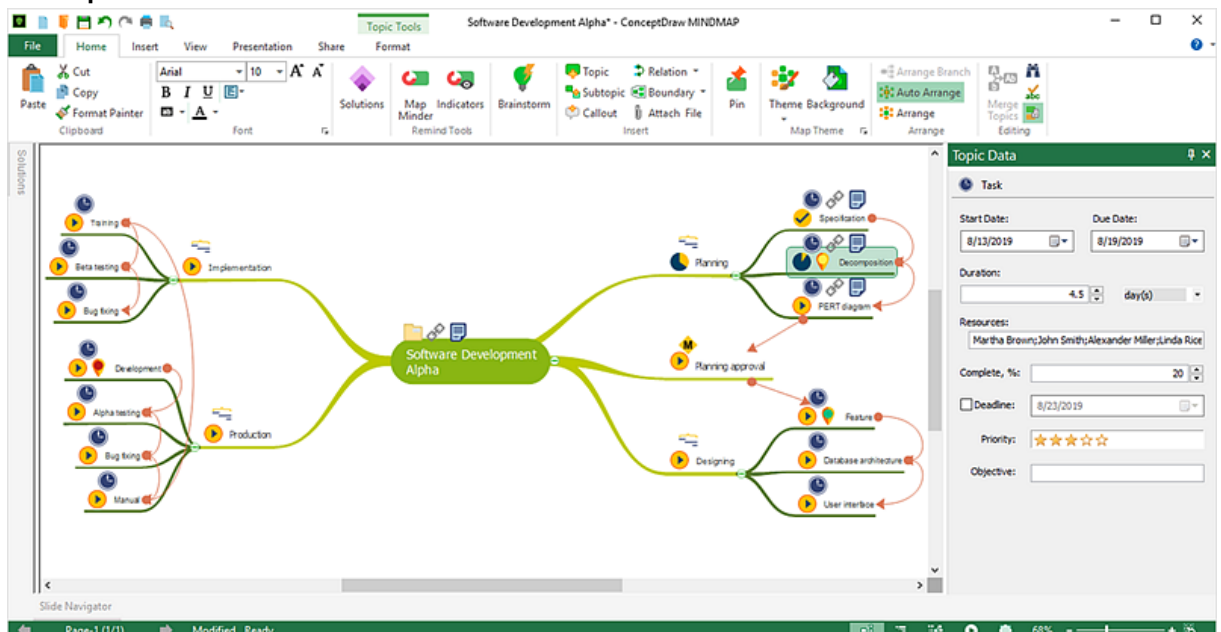 Topic Tools
Software Development Alpha* - ConceptDraw MINDMAP
File Home Insert View Presentation Share Format
Paste
Cut
Copy
Format Painter
Clipboard
Arial 10 A A
B I U
A
Font
Solutions
Map Minder
Indicators
Remind Tools
Brainstorm
Topic Relation
Subtopic Boundary
Callout Attach File
Insert
Pin
Theme Background
Map Theme
Arrange Branch
Auto Arrange
Arrange
Arrange
Merge Topics
abc
Editing
Solutions
Training
Beta testing
Bug fixing
Implementation
Development
Alpha testing
Bug fixing
Manual
Production
Software Development
Alpha
Planning
Specification
Decomposition
PERT diagram
M
Planning approval
Designing
Feature
Database architecture
User interface
Topic Data
Task
Start Date: Due Date:
8/13/2019 8/19/2019
Duration:
4.5 day(s)
Resources:
Martha Brown;John Smith;Alexander Miller;Linda Rice
Complete, %: 20
Deadline: 8/23/2019
Priority:
Objective:
Slide Navigator
Page-1 (1/1) Modified Ready 68%